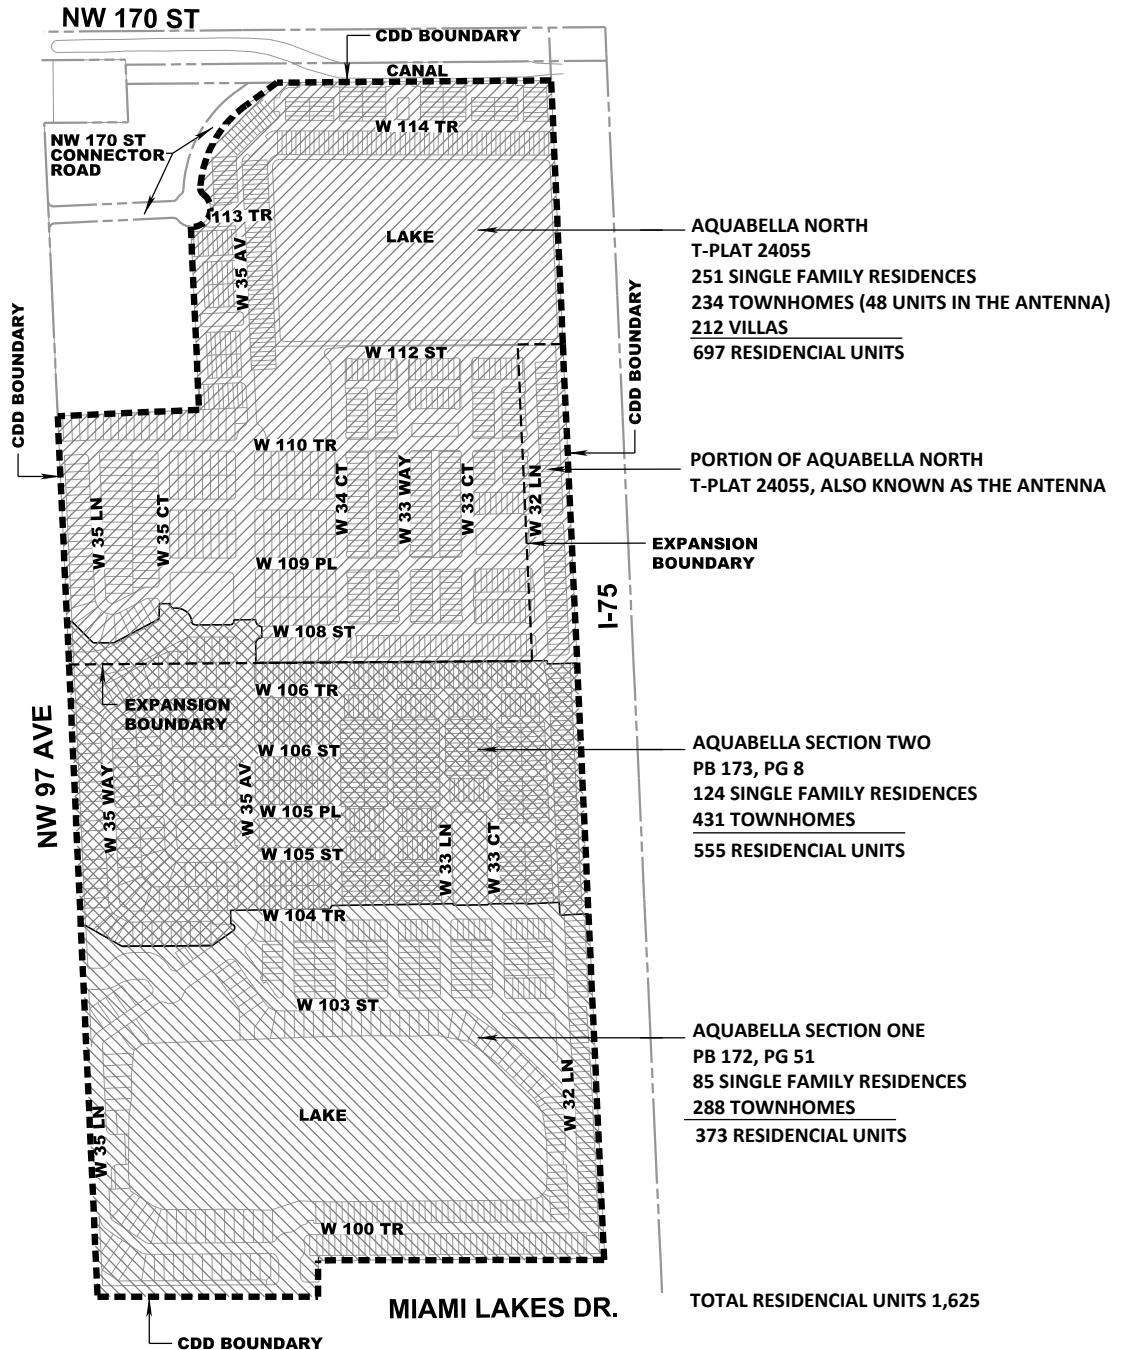 NW 170 ST
CDD BOUNDARY
CANAL
W 114 TR
NW 170 ST
CONNECTOR
ROAD
113 TR
LAKE
W 35 AV
AQUABELLA NORTH
T-PLAT 24055
251 SINGLE FAMILY RESIDENCES
234 TOWNHOMES (48 UNITS IN THE ANTENNA)
212 VILLAS
697 RESIDENCIAL UNITS
CDD BOUNDARY
CDD BOUNDARY
W 112 ST
W 110 TR
W 35 LN
W 35 CT
W 34 CT
W 33 WAY
W 33 CT
W 32 LN
PORTION OF AQUABELLA NORTH
T-PLAT 24055, ALSO KNOWN AS THE ANTENNA
EXPANSION
BOUNDARY
W 109 PL
I-75
W 108 ST
W 106 TR
EXPANSION
BOUNDARY
NW 97 AVE
W 106 ST
W 35 WAY
W 35 AV
W 105 PL
W 105 ST
W 33 LN
W 33 CT
AQUABELLA SECTION TWO
PB 173, PG 8
124 SINGLE FAMILY RESIDENCES
431 TOWNHOMES
555 RESIDENCIAL UNITS
W 104 TR
W 103 ST
AQUABELLA SECTION ONE
PB 172, PG 51
85 SINGLE FAMILY RESIDENCES
288 TOWNHOMES
373 RESIDENCIAL UNITS
W 32 LN
LAKE
W 35 LN
W 100 TR
MIAMI LAKES DR.
TOTAL RESIDENCIAL UNITS 1,625
CDD BOUNDARY